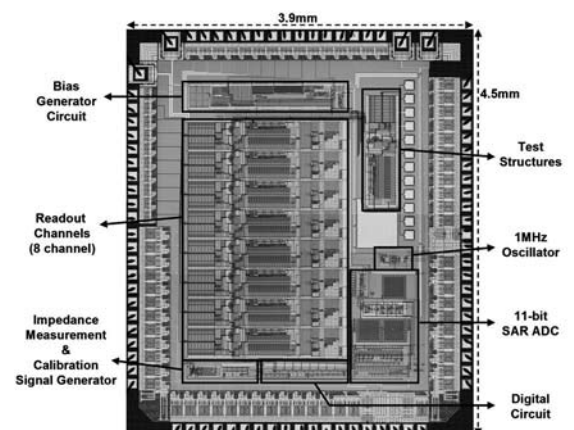 3.9mm
4.5mm
Bias
Generator
Circuit
Test
Structures
Readout
Channels
(8 channel)
1MHz
Oscillator
Impedance
Measurement
&
Calibration
Signal Generator
11-bit
SAR ADC
Digital
Circuit